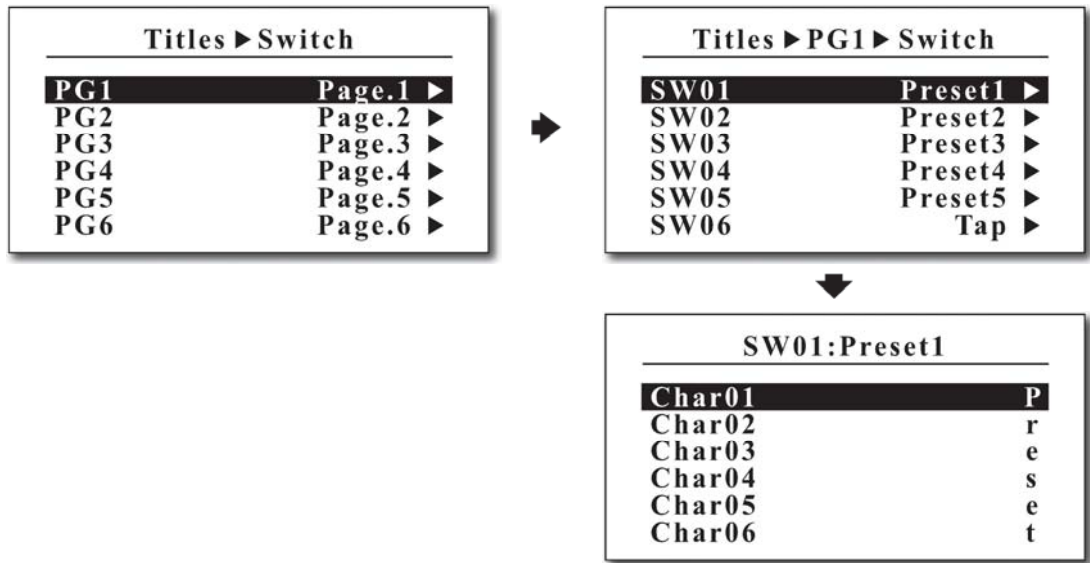 Titles ▶ Switch
PG1 Page.1 ▶
PG2 Page.2 ▶
PG3 Page.3 ▶
PG4 Page.4 ▶
PG5 Page.5 ▶
PG6 Page.6 ▶
Titles ▶ PG1 ▶ Switch
SW01 Preset1 ▶
SW02 Preset2 ▶
SW03 Preset3 ▶
SW04 Preset4 ▶
SW05 Preset5 ▶
SW06 Tap ▶
SW01:Preset1
Char01 P
Char02 r
Char03 e
Char04 s
Char05 e
Char06 t